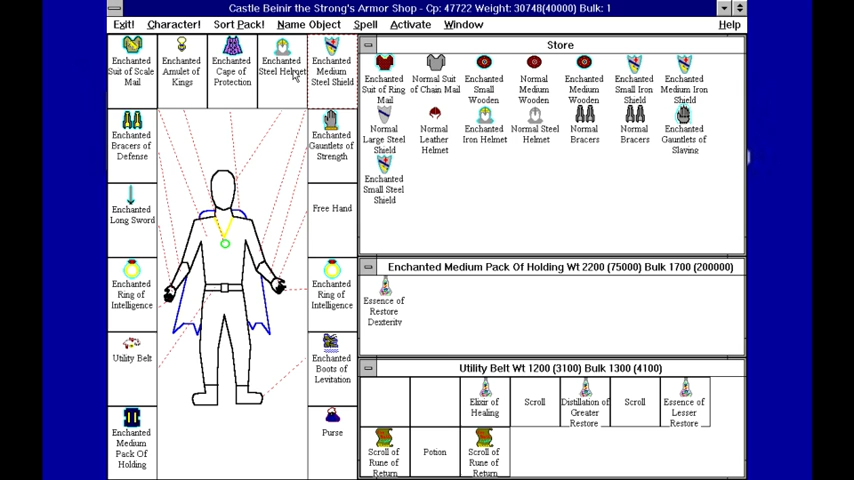 Castle Beinir the Strong's Armor Shop - Cp: 47722 Weight: 30748(40000) Bulk: 1
Exit! Character! Sort Pack! Name Object Spell Activate Window Help
Enchanted
Suit of Scale
Mail
Enchanted
Amulet of
Kings
Enchanted
Cape of
Protection
Enchanted
Steel Helmet
Enchanted
Medium
Steel Shield
Enchanted
Bracers of
Defense
Enchanted
Gauntlets of
Strength
Enchanted
Long Sword
Free Hand
Enchanted
Ring of
Intelligence
Enchanted
Ring of
Intelligence
Utility Belt
Enchanted
Boots of
Levitation
Enchanted
Medium
Pack Of
Holding
Purse
Store
Enchanted
Suit of Ring
Mail
Normal Suit
of Chain Mail
Enchanted
Small
Wooden
Normal
Medium
Wooden
Enchanted
Medium
Wooden
Enchanted
Small Iron
Shield
Enchanted
Medium Iron
Shield
Normal
Large Steel
Shield
Normal
Leather
Helmet
Enchanted
Iron Helmet
Normal Steel
Helmet
Normal
Bracers
Normal
Bracers
Enchanted
Gauntlets of
Slaying
Enchanted
Small Steel
Shield
Enchanted Medium Pack Of Holding Wt 2200 (75000) Bulk 1700 (200000)
Essence of
Restore
Dexterity
Utility Belt Wt 1200 (3100) Bulk 1300 (4100)
Elixir of
Healing
Scroll
Distillation of
Greater
Restore
Scroll
Essence of
Lesser
Restore
Scroll of
Rune of
Return
Potion
Scroll of
Rune of
Return